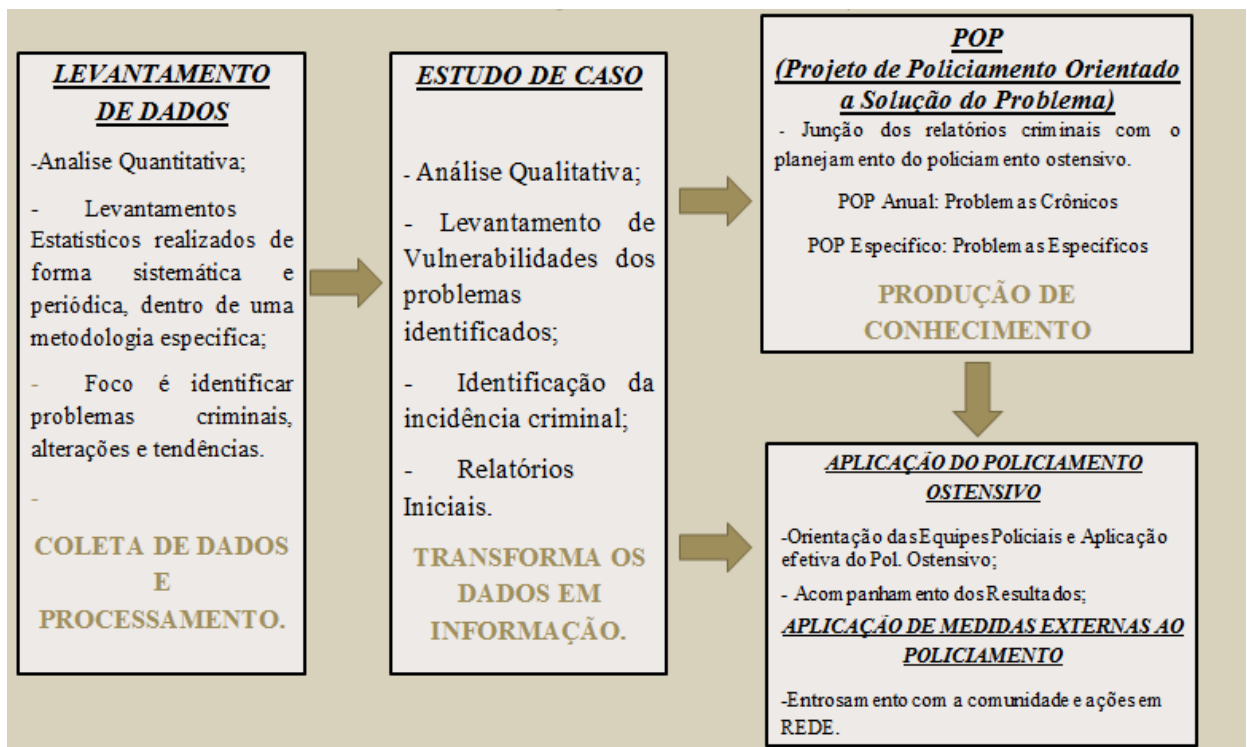 LEVANTAMENTO
DE DADOS
-Analise Quantitativa;
- Levantamentos
Estatísticos realizados de
forma sistemática e
periódica, dentro de uma
metodologia especifica;
- Foco é identificar
problemas criminais,
alterações e tendências.
-
COLETA DE DADOS
E
PROCESSAMENTO.
ESTUDO DE CASO
- Análise Qualitativa;
- Levantamento de
Vulnerabilidades dos
problemas
identificados;
- Identificação da
incidência criminal;
- Relatórios
Iniciais.
TRANSFORMA OS
DADOS EM
INFORMAÇÃO.
POP
(Projeto de Policiamento Orientado
a Solução do Problema)
- Junção dos relatórios criminais com o
planejamento do policiamento ostensivo.
POP Anual: Problemas Crônicos
POP Especifico: Problemas Especificos
PRODUÇÃO DE
CONHECIMENTO
APLICAÇÃO DO POLICIAMENTO
OSTENSIVO
-Orientação das Equipes Policiais e Aplicação
efetiva do Pol. Ostensivo;
- Acompanhamento dos Resultados;
APLICAÇÃO DE MEDIDAS EXTERNAS AO
POLICIAMENTO
-Entrosamento com a comunidade e ações em
REDE.